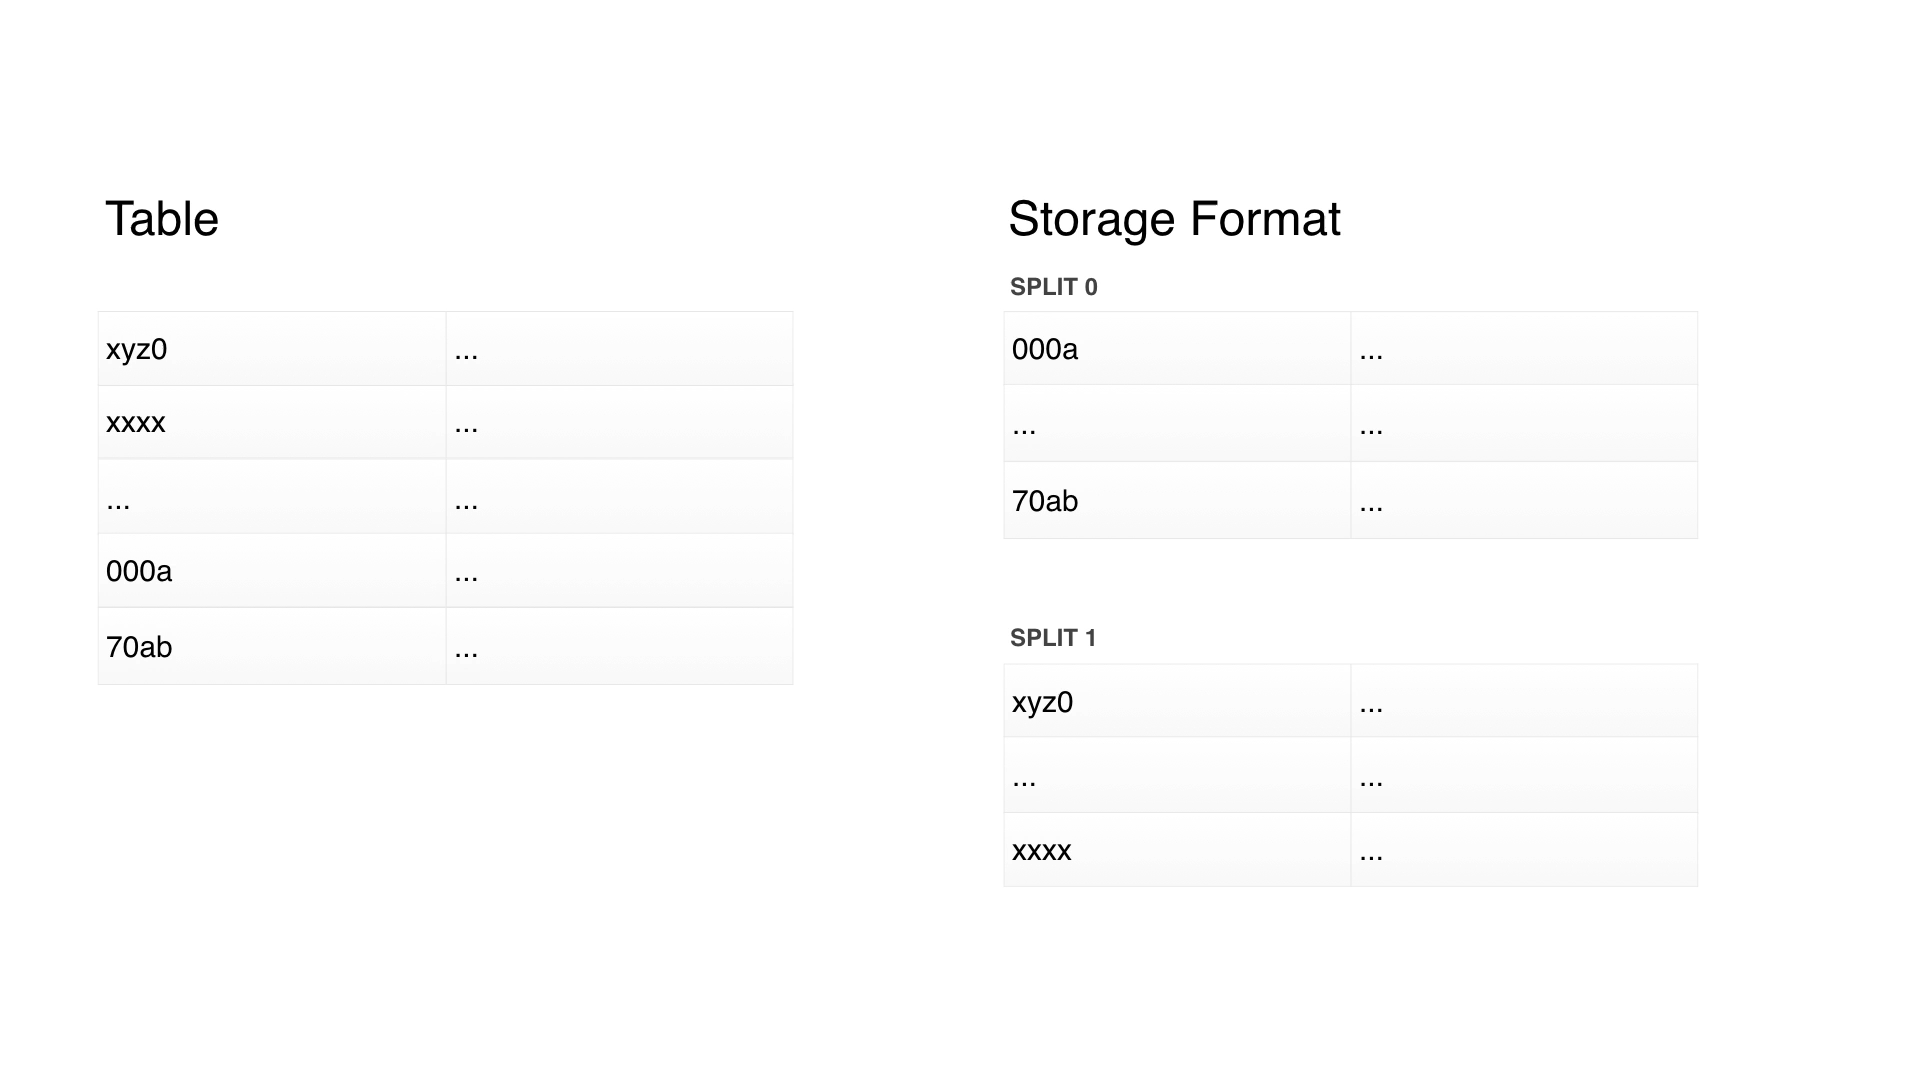 Table
xyz0 ...
xxxx ...
... ...
000a ...
70ab ...
Storage Format
SPLIT 0
000a ...
... ...
70ab ...
SPLIT 1
xyz0 ...
... ...
xxxx ...